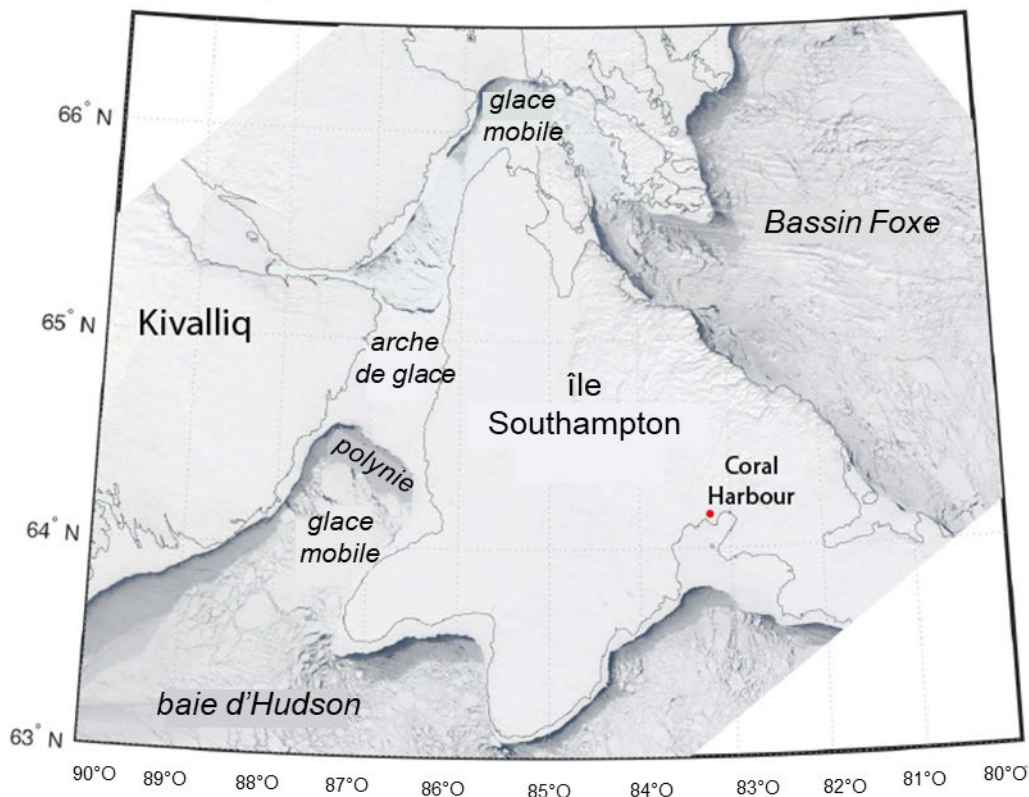 66° N
glace
mobile
Bassin Foxe
65° N
Kivalliq
arche
de glace
île
Southampton
polynie
Coral
Harbour
64° N
glace
mobile
baie d'Hudson
63° N
90°O
89°O
88°O
87°O
86°O
85°O
84°O
83°O
82°O
81°O
80°O